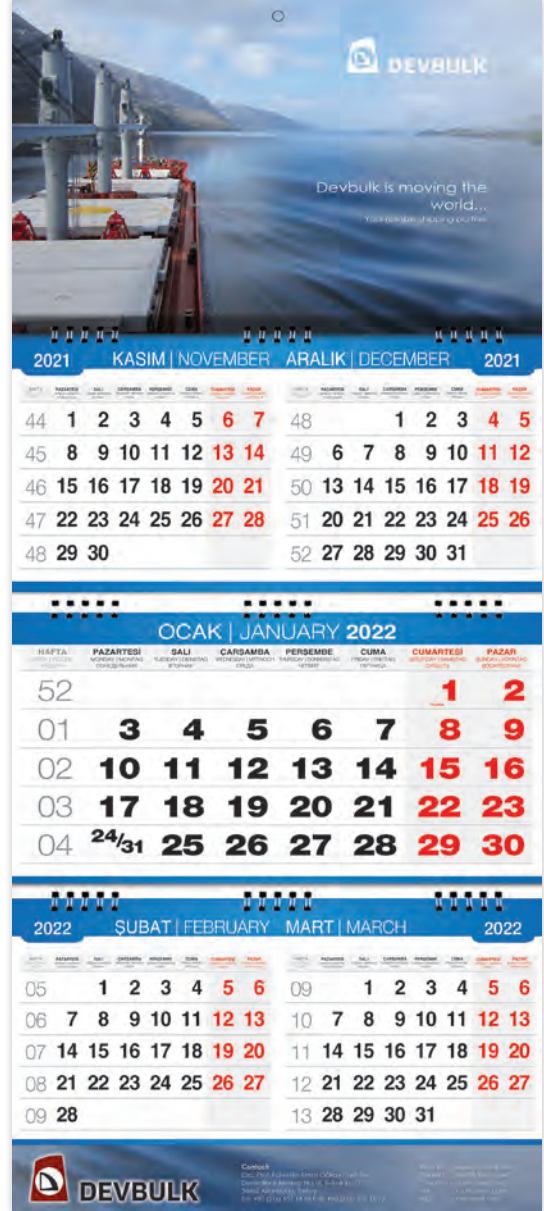 DEVBULK
Devbulk is moving the
world...
Your reliable shipping partner
2021 KASIM | NOVEMBER ARALIK | DECEMBER 2021
44 1 2 3 4 5 6 7
45 8 9 10 11 12 13 14
46 15 16 17 18 19 20 21
47 22 23 24 25 26 27 28
48 29 30
48 1 2 3 4 5
49 6 7 8 9 10 11 12
50 13 14 15 16 17 18 19
51 20 21 22 23 24 25 26
52 27 28 29 30 31
OCAK | JANUARY 2022
HAFTA PAZARTESİ SALI ÇARŞAMBA PERŞEMBE CUMA CUMARTESİ PAZAR
52 1 2
01 3 4 5 6 7 8 9
02 10 11 12 13 14 15 16
03 17 18 19 20 21 22 23
04 24/31 25 26 27 28 29 30
2022 ŞUBAT | FEBRUARY MART | MARCH 2022
05 1 2 3 4 5 6
06 7 8 9 10 11 12 13
07 14 15 16 17 18 19 20
08 21 22 23 24 25 26 27
09 28
09 1 2 3 4 5 6
10 7 8 9 10 11 12 13
11 14 15 16 17 18 19 20
12 21 22 23 24 25 26 27
13 28 29 30 31
DEVBULK
Contact: